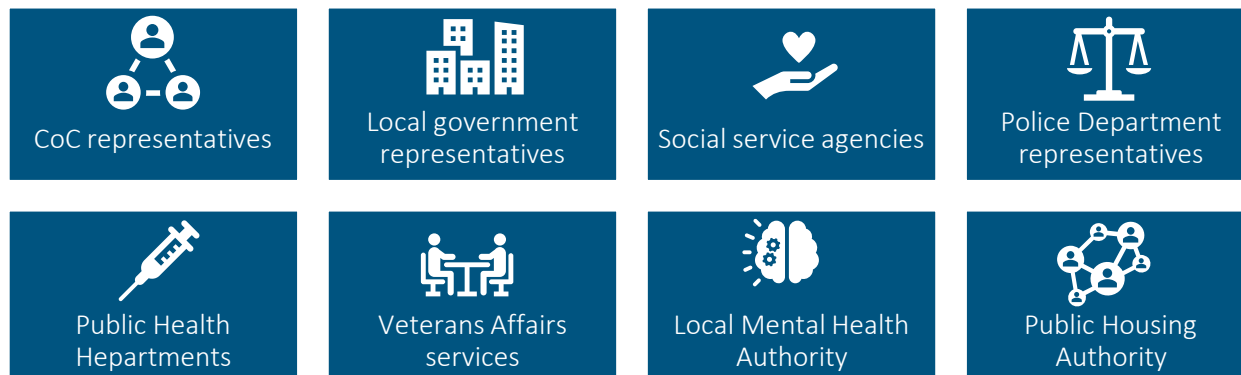 CoC representatives
Local government
representatives
Social service agencies
Police Department
representatives
Public Health
Hepartments
Veterans Affairs
services
Local Mental Health
Authority
Public Housing
Authority